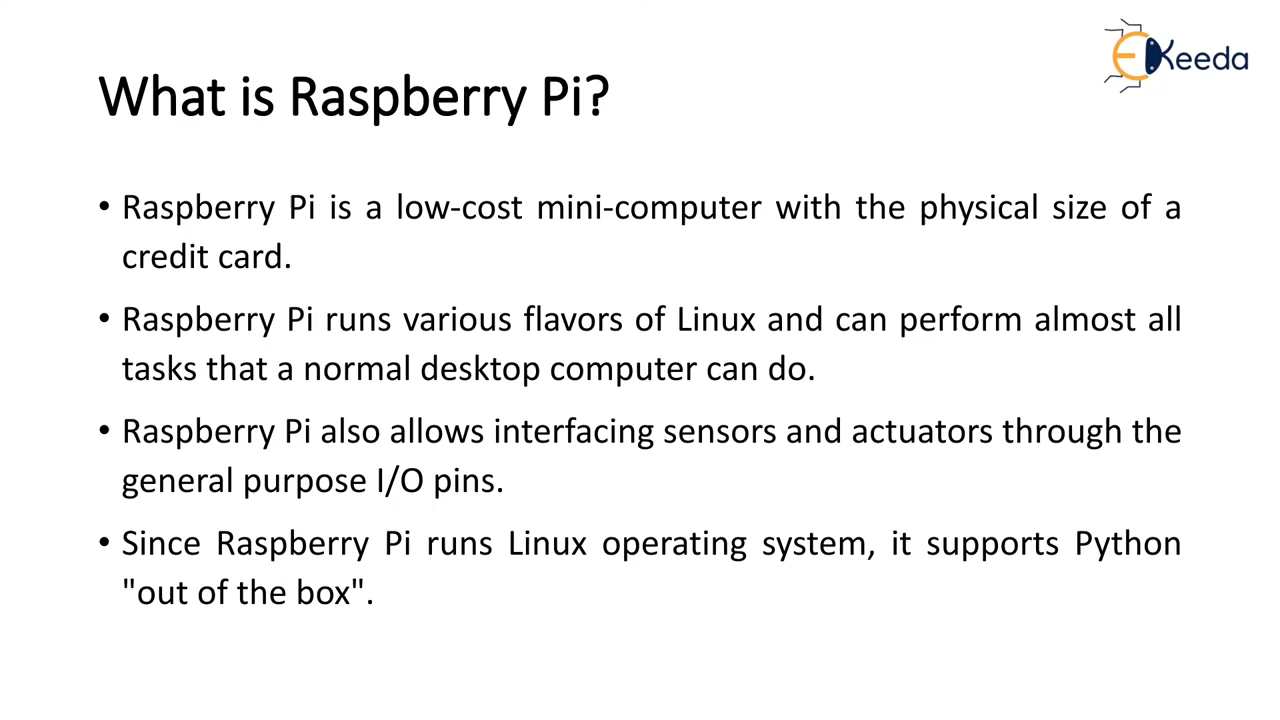 EKeeda
What is Raspberry Pi?
• Raspberry Pi is a low-cost mini-computer with the physical size of a
credit card.
• Raspberry Pi runs various flavors of Linux and can perform almost all
tasks that a normal desktop computer can do.
• Raspberry Pi also allows interfacing sensors and actuators through the
general purpose I/O pins.
• Since Raspberry Pi runs Linux operating system, it supports Python
"out of the box".